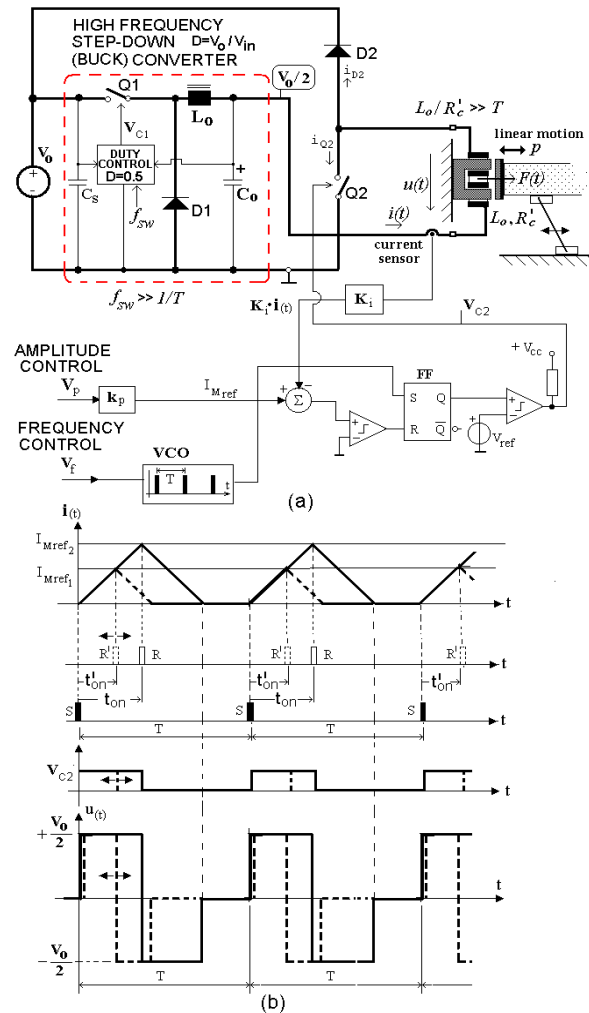 HIGH FREQUENCY
STEP-DOWN D=Vo/Vin
(BUCK) CONVERTER
D2
iD2
Q1
Vo/2
Lo
Lo/R'c >> T
VC1
linear motion
p
Vo
+
-
DUTY
CONTROL
D=0.5
+
iQ2
u(t)
F(t)
Cs
Co
Q2
fsw
D1
i(t)
Lo, R'c
current
sensor
fsw >> 1/T
Ki·i(t)
Ki
VC2
AMPLITUDE
CONTROL
+ Vcc
Vp
kp
IMref
+
-
Σ
FF
S
Q
+
-
FREQUENCY
CONTROL
+
-
R
Q
+
Vref
Vf
VCO
T
t
(a)
i(t)
IMref2
IMref1
t
R'
R
R'
R
R'
t
t'on
t'on
t'on
ton
ton
S
S
S
t
T
T
VC2
t
u(t)
+ Vo/2
t
- Vo/2
T
T
(b)